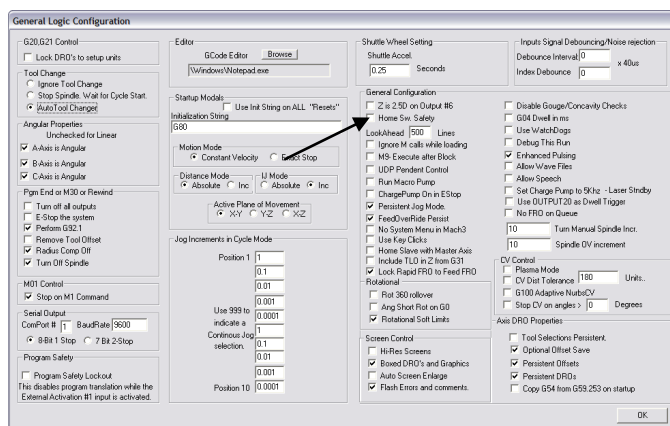 General Logic Configuration
G20,G21 Control
Lock DRO's to setup units
Tool Change
Ignore Tool Change
Stop Spindle. Wait for Cycle Start.
Auto Tool Changer
Angular Properties
Unchecked for Linear
A-Axis is Angular
B-Axis is Angular
C-Axis is Angular
Pgm End or M30 or Rewind
Turn off all outputs
E-Stop the system
Perform G92.1
Remove Tool Offset
Radius Comp Off
Turn Off Spindle
M01 Control
Stop on M1 Command
Serial Output
ComPort # 1 BaudRate 9600
8-Bit 1 Stop 7 Bit 2-Stop
Program Safety
Program Safety Lockout
This disables program translation while the
External Activation #1 input is activated.
Editor
GCode Editor Browse
\Windows\Notepad.exe
Startup Modals
Use Init String on ALL "Resets"
Initialization String
G80
Motion Mode
Constant Velocity Exact Stop
Distance Mode IJ Mode
Absolute Inc Absolute Inc
Active Plane of Movement
X-Y Y-Z X-Z
Jog Increments in Cycle Mode
Position 1 1
0.1
0.01
0.001
Use 999 to 0.0001
indicate a
Continous Jog 1
selection. 0.1
0.01
0.001
Position 10 0.0001
Shuttle Wheel Setting
Shuttle Accel.
0.25 Seconds
Inputs Signal Debouncing/Noise rejection
Debounce Interval: 0 x 40us
Index Debounce 0
General Configuration
Z is 2.5D on Output #6
Home Sw. Safety
LookAhead 500 Lines
Ignore M calls while loading
M9- Execute after Block
UDP Pendent Control
Run Macro Pump
ChargePump On in EStop
Persistent Jog Mode.
FeedOverRide Persist
No System Menu in Mach3
Use Key Clicks
Home Slave with Master Axis
Include TLO in Z from G31
Lock Rapid FRO to Feed FRO
Disable Gouge/Concavity Checks
G04 Dwell in ms
Use WatchDogs
Debug This Run
Enhanced Pulsing
Allow Wave Files
Allow Speech
Set Charge Pump to 5Khz - Laser Stndby
Use OUTPUT20 as Dwell Trigger
No FRO on Queue
10 Turn Manual Spindle Incr.
10 Spindle OV increment
Rotational
Rot 360 rollover
Ang Short Rot on G0
Rotational Soft Limits
CV Control
Plasma Mode
CV Dist Tolerance 180 Units..
G100 Adaptive NurbsCV
Stop CV on angles > 0 Degrees
Screen Control
Hi-Res Screens
Boxed DRO's and Graphics
Auto Screen Enlarge
Flash Errors and comments.
Axis DRO Properties
Tool Selections Persistent.
Optional Offset Save
Persistent Offsets
Persistent DROs
Copy G54 from G59.253 on startup
OK